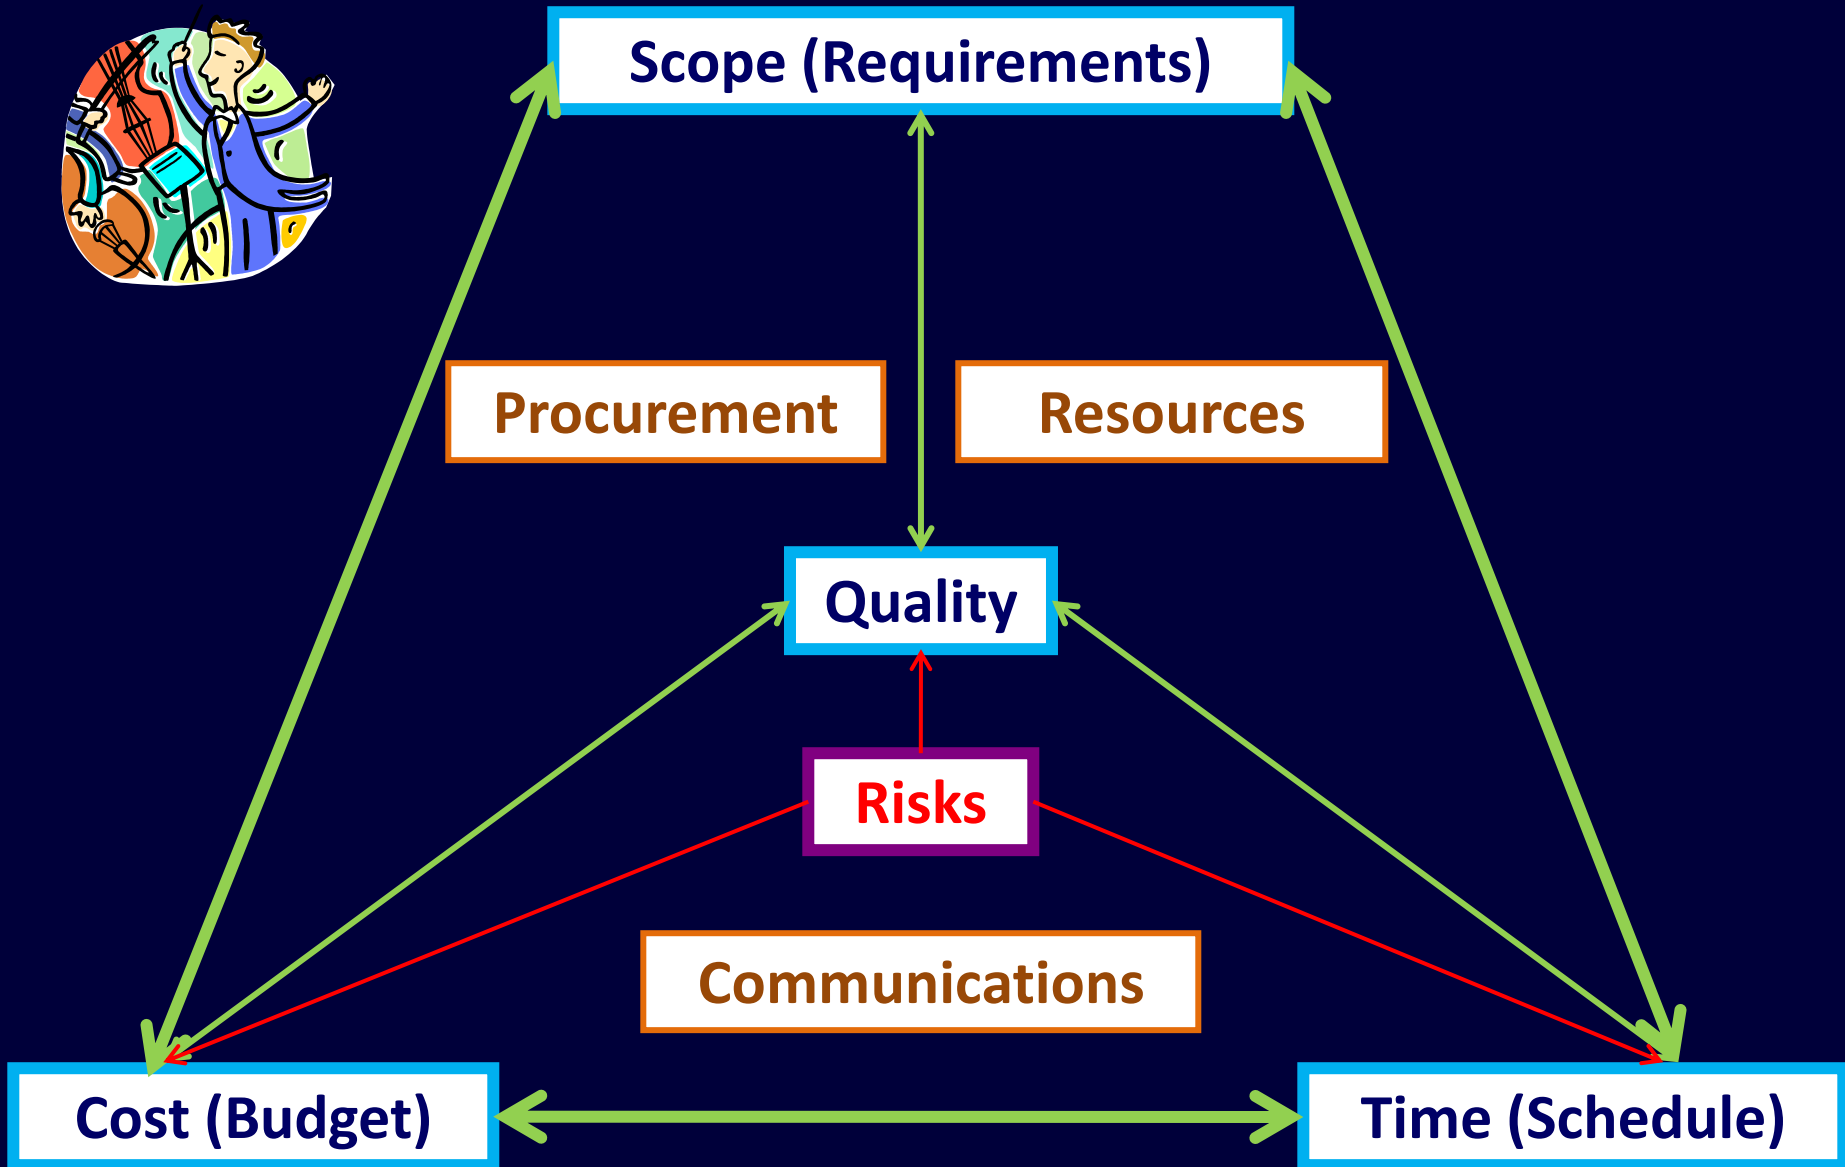 Scope (Requirements)
Procurement
Resources
Quality
Risks
Communications
Cost (Budget)
Time (Schedule)